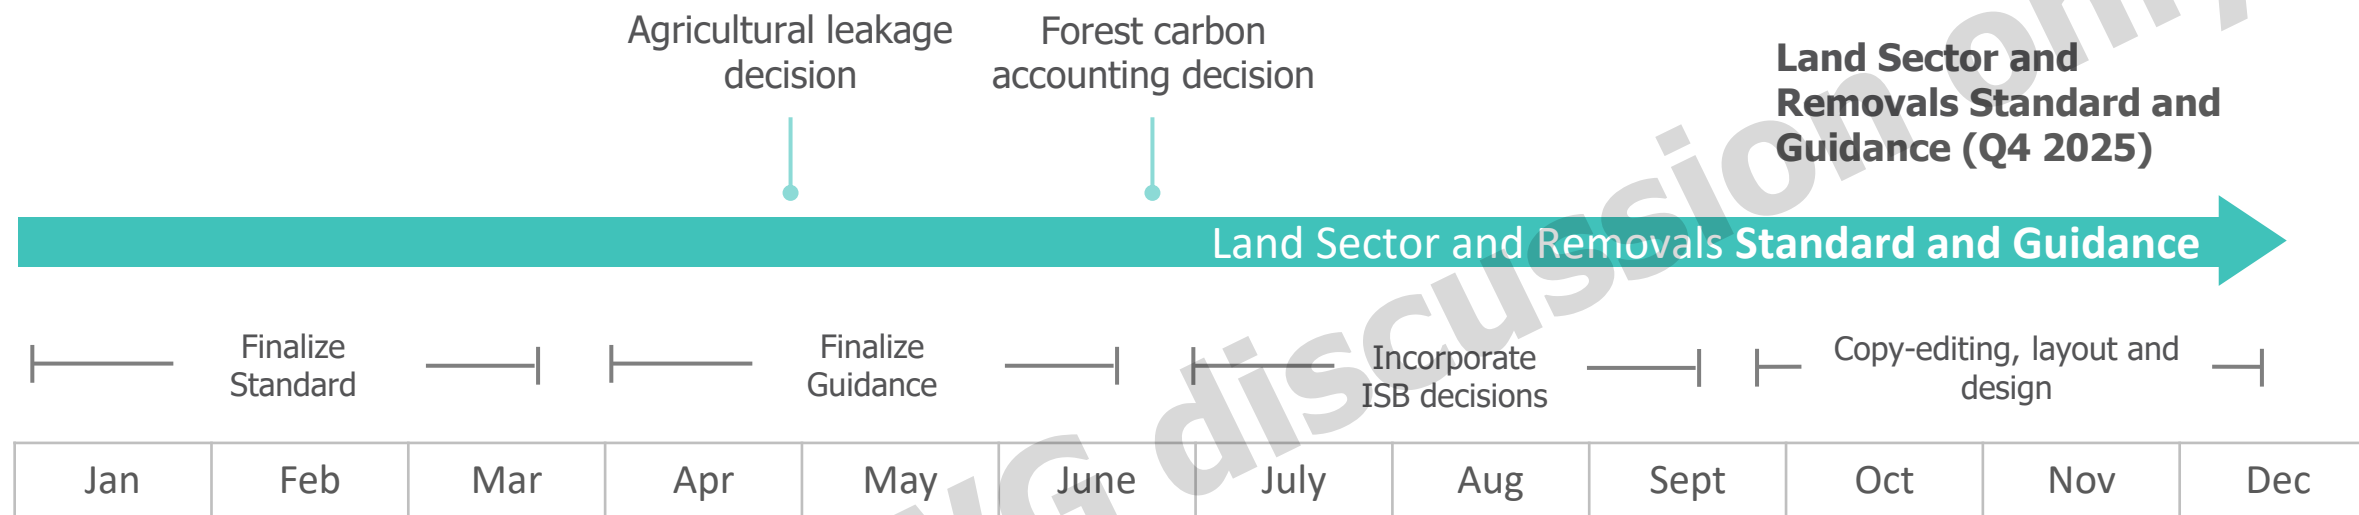 Agricultural leakage
decision
Forest carbon
accounting decision
Land Sector and
Removals Standard and
Guidance (Q4 2025)
Land Sector and Removals Standard and Guidance
Finalize
Standard
Finalize
Guidance
Incorporate
ISB decisions
Copy-editing, layout and
design
Jan Feb Mar Apr May June July Aug Sept Oct Nov Dec
discussion only